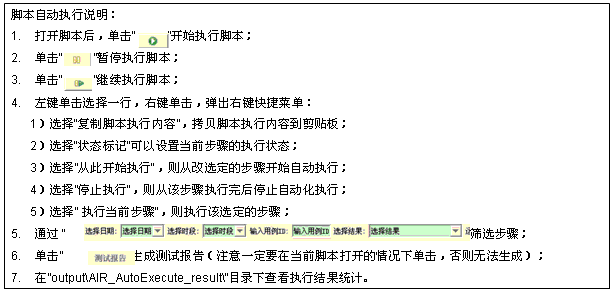 脚本自动执行说明：
1. 打开脚本后，单击“ ”开始执行脚本；
2. 单击“ ”暂停执行脚本；
3. 单击“ ”继续执行脚本；
4. 左键单击选择一行，右键单击，弹出右键快捷菜单：
1）选择“复制脚本执行内容”，拷贝脚本执行内容到剪贴板；
2）选择“状态标记”可以设置当前步骤的执行状态；
3）选择“从此开始执行”，则从改选定的步骤开始自动执行；
4）选择“停止执行”，则从该步骤执行完后停止自动化执行；
5）选择“ 执行当前步骤”，则执行该选定的步骤；
5. 通过 “ 选择日期: 选择日期 选择时段: 选择时段 输入用例ID: 输入用例ID 选择结果: 选择结果 筛选步骤；
6. 单击“ 测试报告 生成测试报告（注意一定要在当前脚本打开的情况下单击，否则无法生成）；
7. 在“output\AIR_AutoExecute_result\”目录下查看执行结果统计。